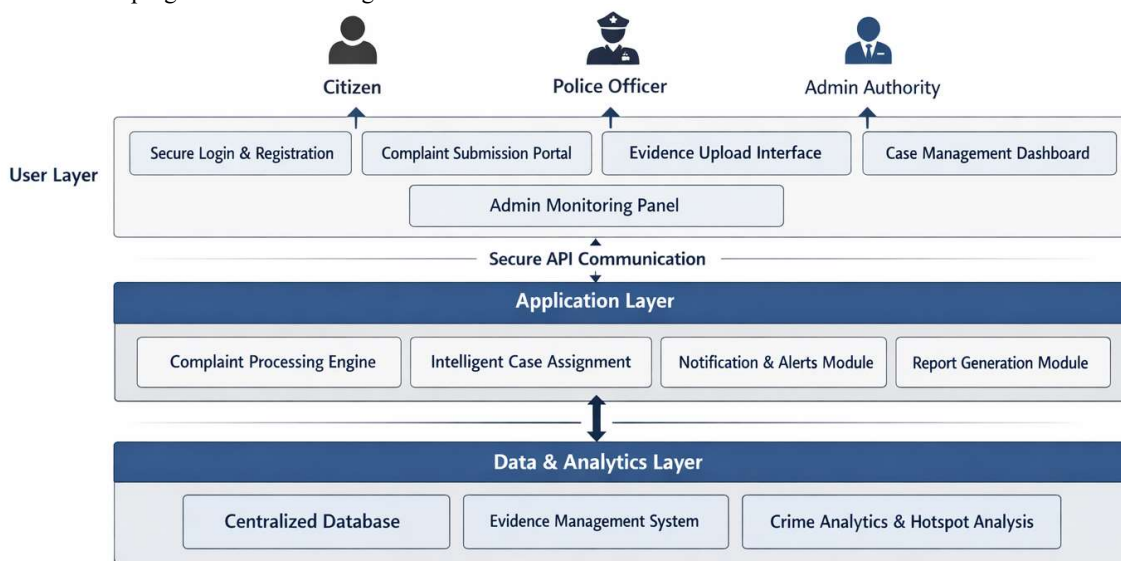 Citizen
Police Officer
Admin Authority
User Layer
Secure Login & Registration
Complaint Submission Portal
Evidence Upload Interface
Case Management Dashboard
Admin Monitoring Panel
Secure API Communication
Application Layer
Complaint Processing Engine
Intelligent Case Assignment
Notification & Alerts Module
Report Generation Module
Data & Analytics Layer
Centralized Database
Evidence Management System
Crime Analytics & Hotspot Analysis